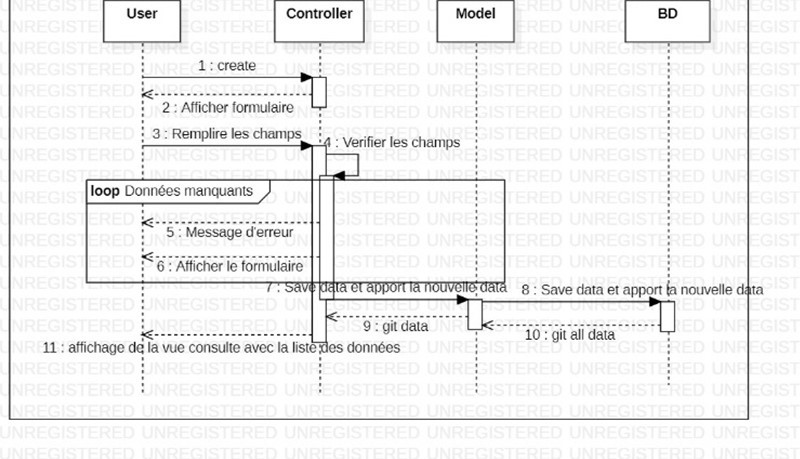 User
Controller
Model
BD
1 : create
2 : Afficher formulaire
3 : Remplire les champs
4 : Verifier les champs
loop Données manquants
5 : Message d'erreur
6 : Afficher le formulaire
7 : Save data et apport la nouvelle data
8 : Save data et apport la nouvelle data
9 : git data
10 : git all data
11 : affichage de la vue consulte avec la liste des données
UNREGISTERED